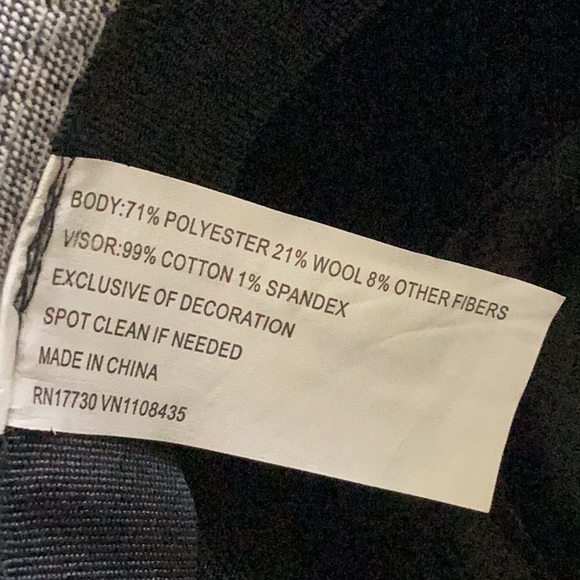 BODY:71% POLYESTER 21% WOOL 8% OTHER FIBERS
VISOR:99% COTTON 1% SPANDEX
EXCLUSIVE OF DECORATION
SPOT CLEAN IF NEEDED
MADE IN CHINA
RN17730 VN1108435